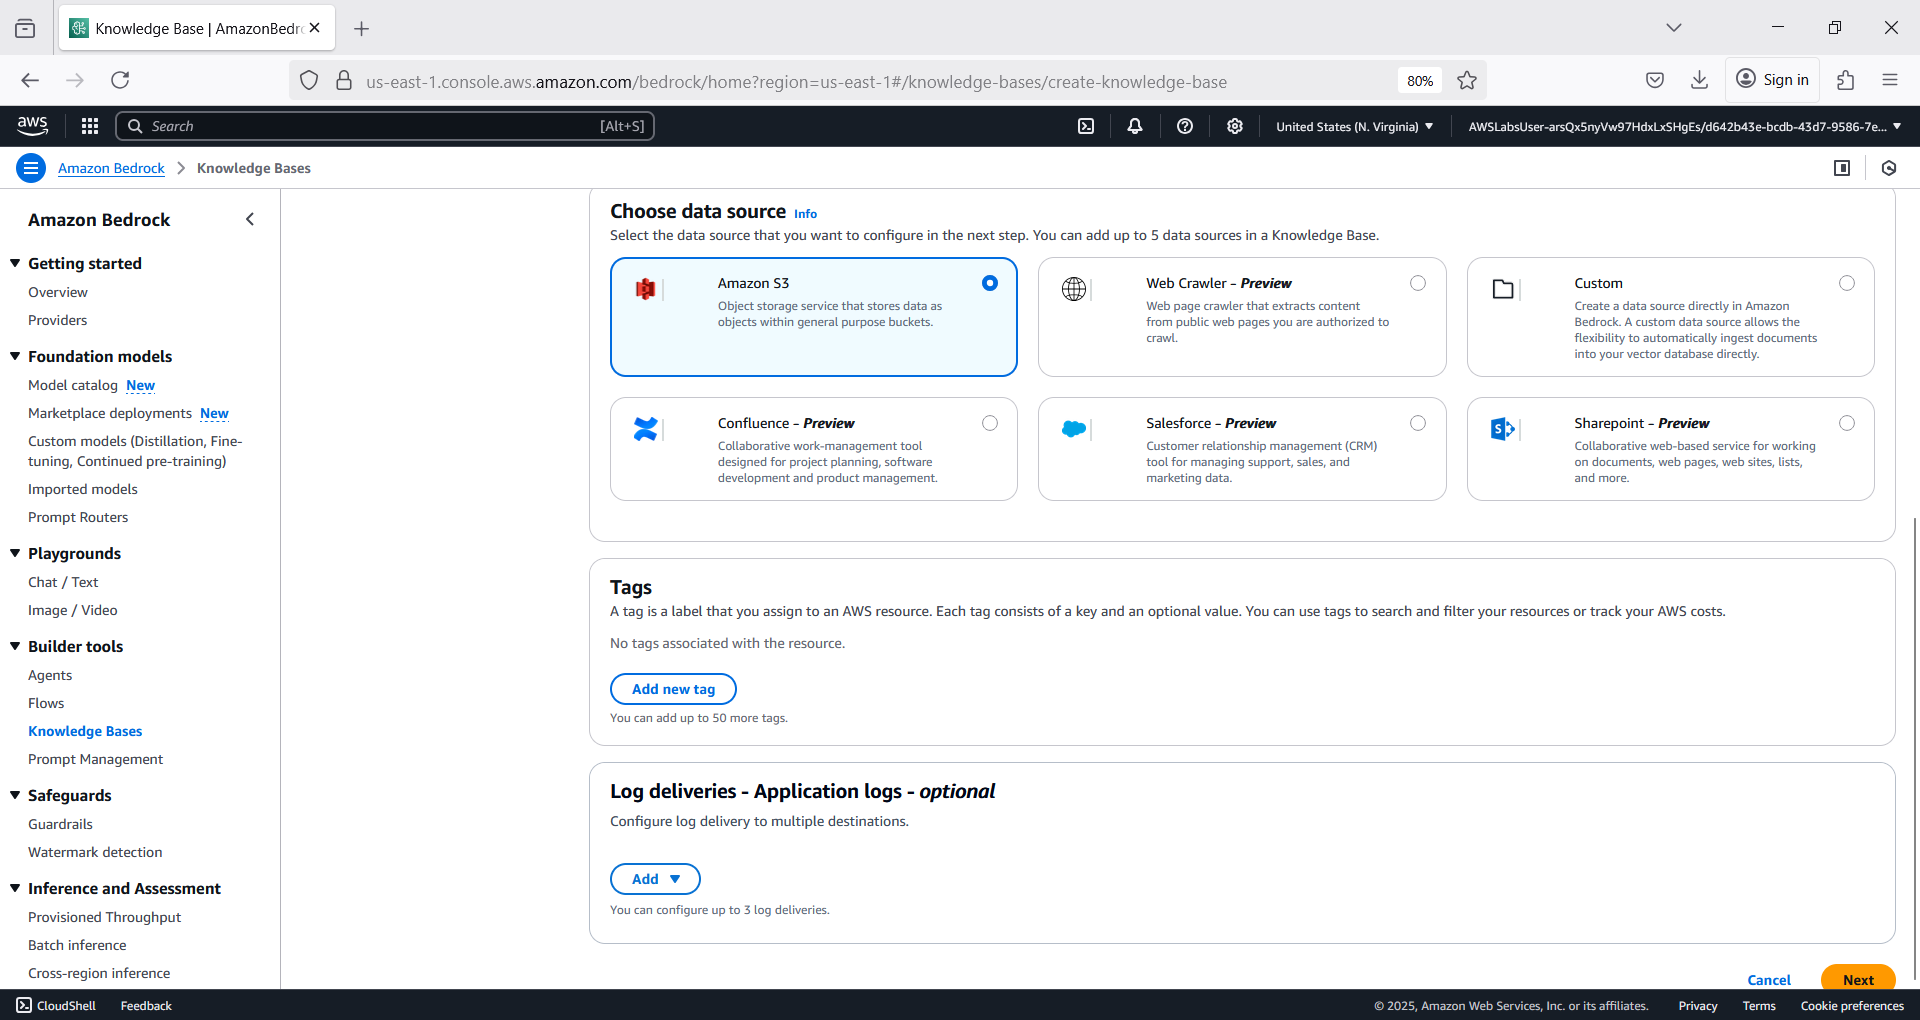 Knowledge Base | AmazonBedr
us-east-1.console.aws.amazon.com/bedrock/home?region=us-east-1#/knowledge-bases/create-knowledge-base
80%
Sign in
aws
Search
[Alt+S]
United States (N. Virginia)
AWSLabsUser-arsQx5nyVw97HdxLxSHgEs/d642b43e-bcdb-43d7-9586-7e...
Amazon Bedrock
Knowledge Bases
Amazon Bedrock
Getting started
Overview
Providers
Foundation models
Model catalog New
Marketplace deployments New
Custom models (Distillation, Fine-
tuning, Continued pre-training)
Imported models
Prompt Routers
Playgrounds
Chat / Text
Image / Video
Builder tools
Agents
Flows
Knowledge Bases
Prompt Management
Safeguards
Guardrails
Watermark detection
Inference and Assessment
Provisioned Throughput
Batch inference
Cross-region inference
Choose data source Info
Select the data source that you want to configure in the next step. You can add up to 5 data sources in a Knowledge Base.
Amazon S3
Object storage service that stores data as
objects within general purpose buckets.
Web Crawler - Preview
Web page crawler that extracts content
from public web pages you are authorized to
crawl.
Custom
Create a data source directly in Amazon
Bedrock. A custom data source allows the
flexibility to automatically ingest documents
into your vector database directly.
Confluence - Preview
Collaborative work-management tool
designed for project planning, software
development and product management.
Salesforce - Preview
Customer relationship management (CRM)
tool for managing support, sales, and
marketing data.
Sharepoint - Preview
Collaborative web-based service for working
on documents, web pages, web sites, lists,
and more.
Tags
A tag is a label that you assign to an AWS resource. Each tag consists of a key and an optional value. You can use tags to search and filter your resources or track your AWS costs.
No tags associated with the resource.
Add new tag
You can add up to 50 more tags.
Log deliveries - Application logs - optional
Configure log delivery to multiple destinations.
Add
You can configure up to 3 log deliveries.
Cancel
Next
CloudShell
Feedback
© 2025, Amazon Web Services, Inc. or its affiliates.
Privacy
Terms
Cookie preferences